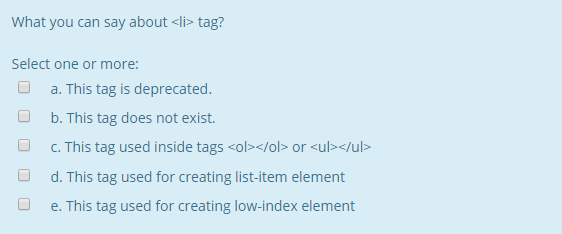 What you can say about <li> tag?
Select one or more:
a. This tag is deprecated.
b. This tag does not exist.
c. This tag used inside tags <ol></ol> or <ul></ul>
d. This tag used for creating list-item element
e. This tag used for creating low-index element